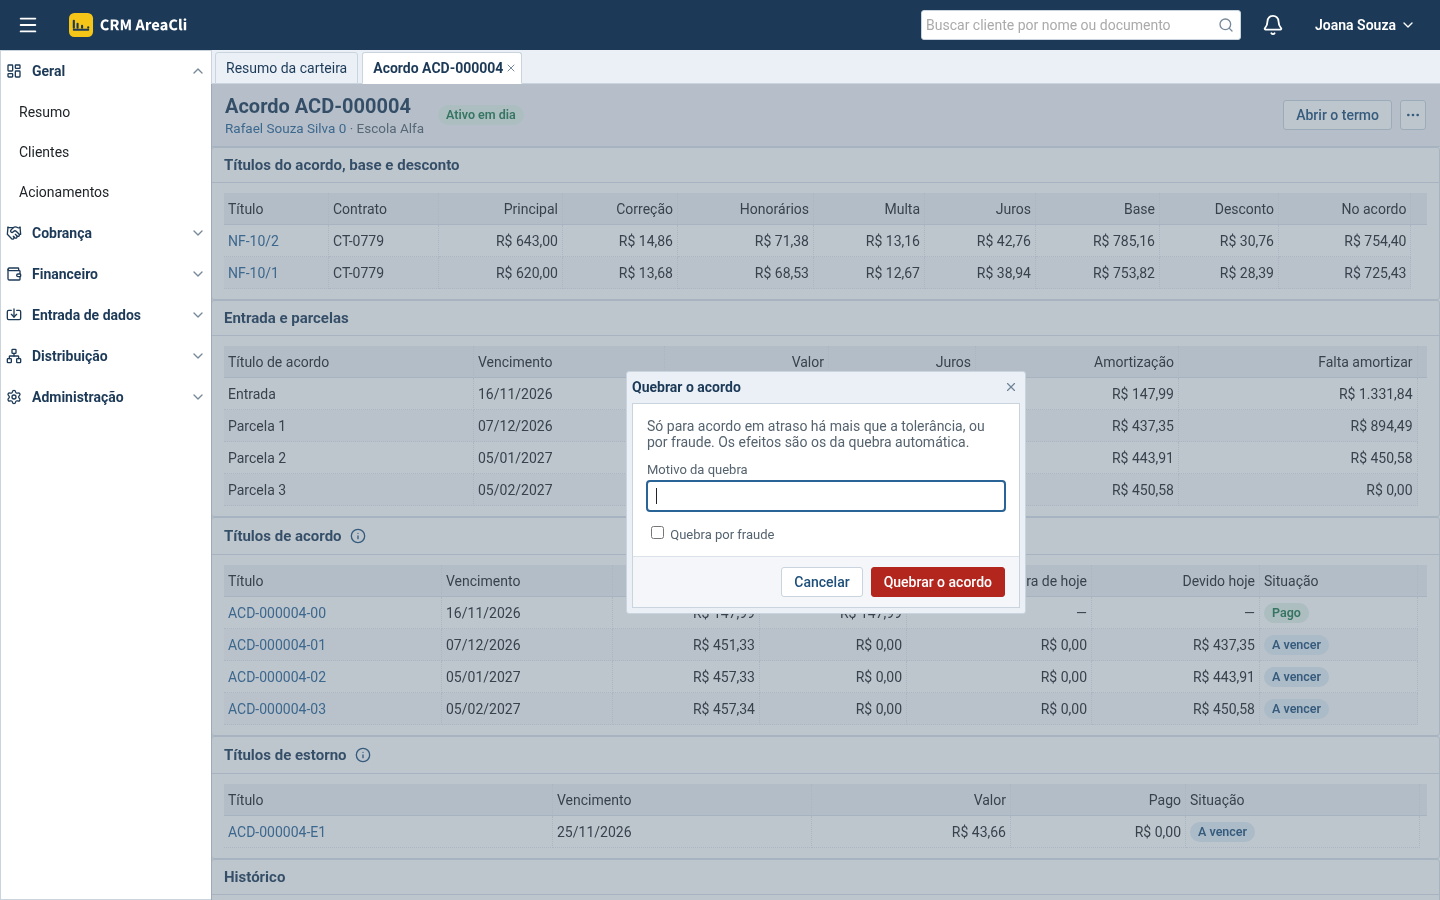 CRM AreaCli
Buscar cliente por nome ou documento
Joana Souza
Geral
Resumo
Clientes
Acionamentos
Cobrança
Financeiro
Entrada de dados
Distribuição
Administração
Resumo da carteira
Acordo ACD-000004
Acordo ACD-000004
Rafael Souza Silva 0 · Escola Alfa
Ativo em dia
Abrir o termo
Títulos do acordo, base e desconto
Título Contrato Principal Correção Honorários Multa Juros Base Desconto No acordo
NF-10/2 CT-0779 R$ 643,00 R$ 14,86 R$ 71,38 R$ 13,16 R$ 42,76 R$ 785,16 R$ 30,76 R$ 754,40
NF-10/1 CT-0779 R$ 620,00 R$ 13,68 R$ 68,53 R$ 12,67 R$ 38,94 R$ 753,82 R$ 28,39 R$ 725,43
Entrada e parcelas
Título de acordo Vencimento Valor Juros Amortização Falta amortizar
Entrada 16/11/2026 R$ 147,99 R$ 1.331,84
Parcela 1 07/12/2026 R$ 437,35 R$ 894,49
Parcela 2 05/01/2027 R$ 443,91 R$ 450,58
Parcela 3 05/02/2027 R$ 450,58 R$ 0,00
Quebrar o acordo
Só para acordo em atraso há mais que a tolerância, ou
por fraude. Os efeitos são os da quebra automática.
Motivo da quebra
Quebra por fraude
Cancelar
Quebrar o acordo
Títulos de acordo
Título Vencimento de hoje Devido hoje Situação
ACD-000004-00 16/11/2026 R$ 147,99 R$ 147,99 — — Pago
ACD-000004-01 07/12/2026 R$ 451,33 R$ 0,00 R$ 0,00 R$ 437,35 A vencer
ACD-000004-02 05/01/2027 R$ 457,33 R$ 0,00 R$ 0,00 R$ 443,91 A vencer
ACD-000004-03 05/02/2027 R$ 457,34 R$ 0,00 R$ 0,00 R$ 450,58 A vencer
Títulos de estorno
Título Vencimento Valor Pago Situação
ACD-000004-E1 25/11/2026 R$ 43,66 R$ 0,00 A vencer
Histórico